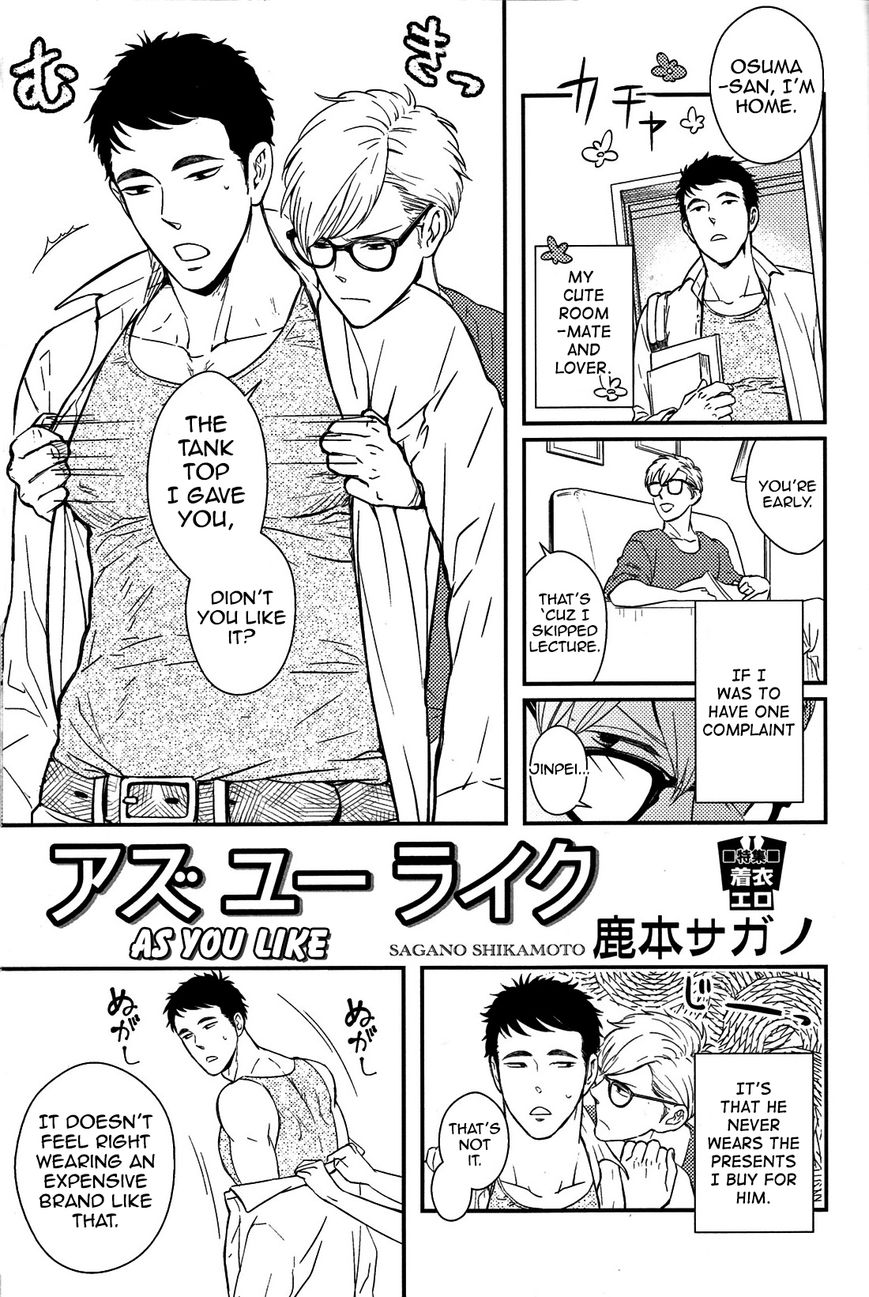 OSUMA
-SAN, I'M
HOME.
カチャ
MY
CUTE
ROOM
-MATE
AND
LOVER.
YOU'RE
EARLY.
THAT'S
'CUZ I
SKIPPED
LECTURE.
IF I
WAS TO
HAVE ONE
COMPLAINT
JINPEI...
きっ
むっ
THE
TANK
TOP
I GAVE
YOU,
DIDN'T
YOU LIKE
IT?
アズ ユー ライク
AS YOU LIKE
SAGANO SHIKAMOTO 鹿本サガノ
■特集■
着衣
エロ
じーっ
IT'S
THAT HE
NEVER
WEARS THE
PRESENTS
I BUY FOR
HIM.
THAT'S
NOT
IT.
ぬがし
ぬがし
IT DOESN'T
FEEL RIGHT
WEARING AN
EXPENSIVE
BRAND LIKE
THAT.